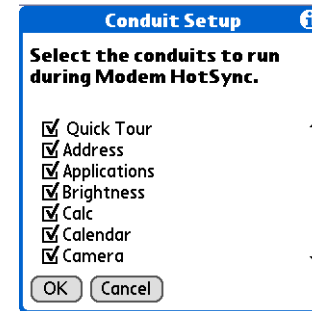 Conduit Setup
Select the conduits to run
during Modem HotSync.
Quick Tour
Address
Applications
Brightness
Calc
Calendar
Camera
OK Cancel